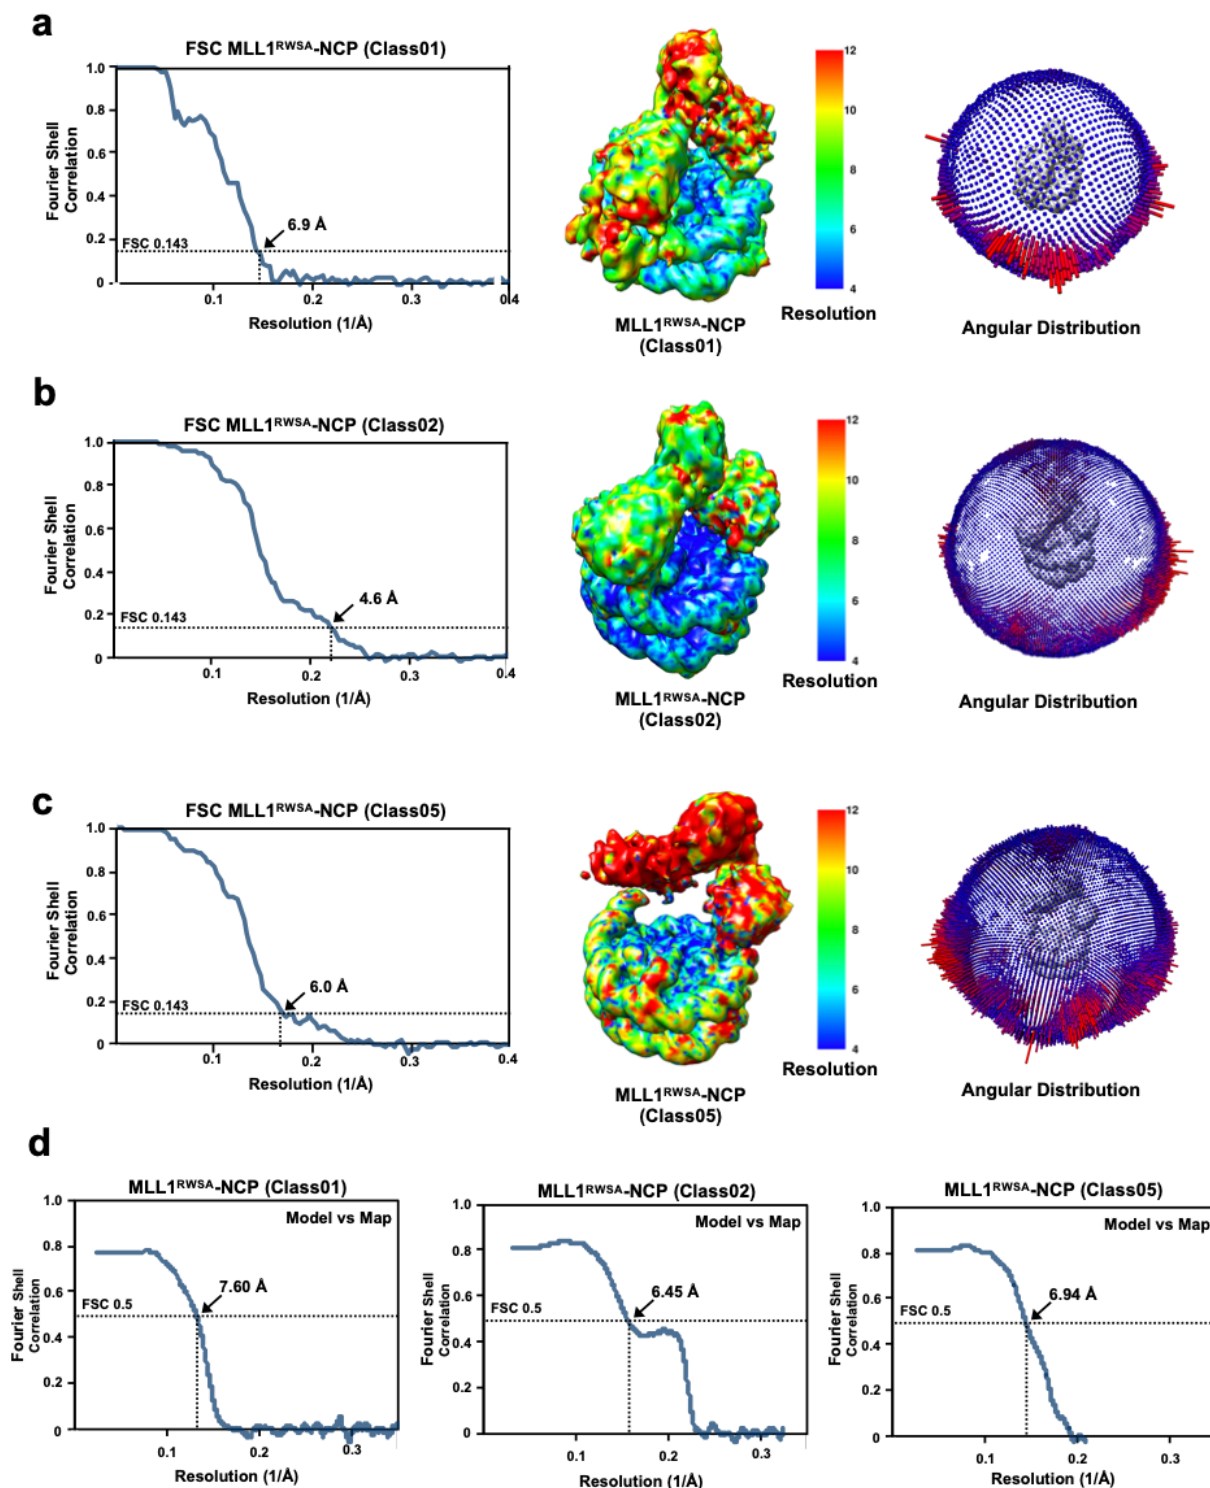 a
FSC MLL1ᴿᵂˢᴬ-NCP (Class01)
Fourier Shell
Correlation
1.0
0.8
0.6
0.4
0.2
0
FSC 0.143
6.9 Å
0.1
0.2
0.3
0.4
Resolution (1/Å)
MLL1ᴿᵂˢᴬ-NCP
(Class01)
12
10
8
6
4
Resolution
Angular Distribution
b
FSC MLL1ᴿᵂˢᴬ-NCP (Class02)
Fourier Shell
Correlation
1.0
0.8
0.6
0.4
0.2
0
FSC 0.143
4.6 Å
0.1
0.2
0.3
0.4
Resolution (1/Å)
MLL1ᴿᵂˢᴬ-NCP
(Class02)
12
10
8
6
4
Resolution
Angular Distribution
c
FSC MLL1ᴿᵂˢᴬ-NCP (Class05)
Fourier Shell
Correlation
1.0
0.8
0.6
0.4
0.2
0
FSC 0.143
6.0 Å
0.1
0.2
0.3
0.4
Resolution (1/Å)
MLL1ᴿᵂˢᴬ-NCP
(Class05)
12
10
8
6
4
Resolution
Angular Distribution
d
MLL1ᴿᵂˢᴬ-NCP (Class01)
Model vs Map
Fourier Shell
Correlation
1.0
0.8
0.6
0.4
0.2
0
FSC 0.5
7.60 Å
0.1
0.2
0.3
Resolution (1/Å)
MLL1ᴿᵂˢᴬ-NCP (Class02)
Model vs Map
Fourier Shell
Correlation
1.0
0.8
0.6
0.4
0.2
0
FSC 0.5
6.45 Å
0.1
0.2
0.3
Resolution (1/Å)
MLL1ᴿᵂˢᴬ-NCP (Class05)
Model vs Map
Fourier Shell
Correlation
1.0
0.8
0.6
0.4
0.2
0
FSC 0.5
6.94 Å
0.1
0.3
Resolution (1/Å)